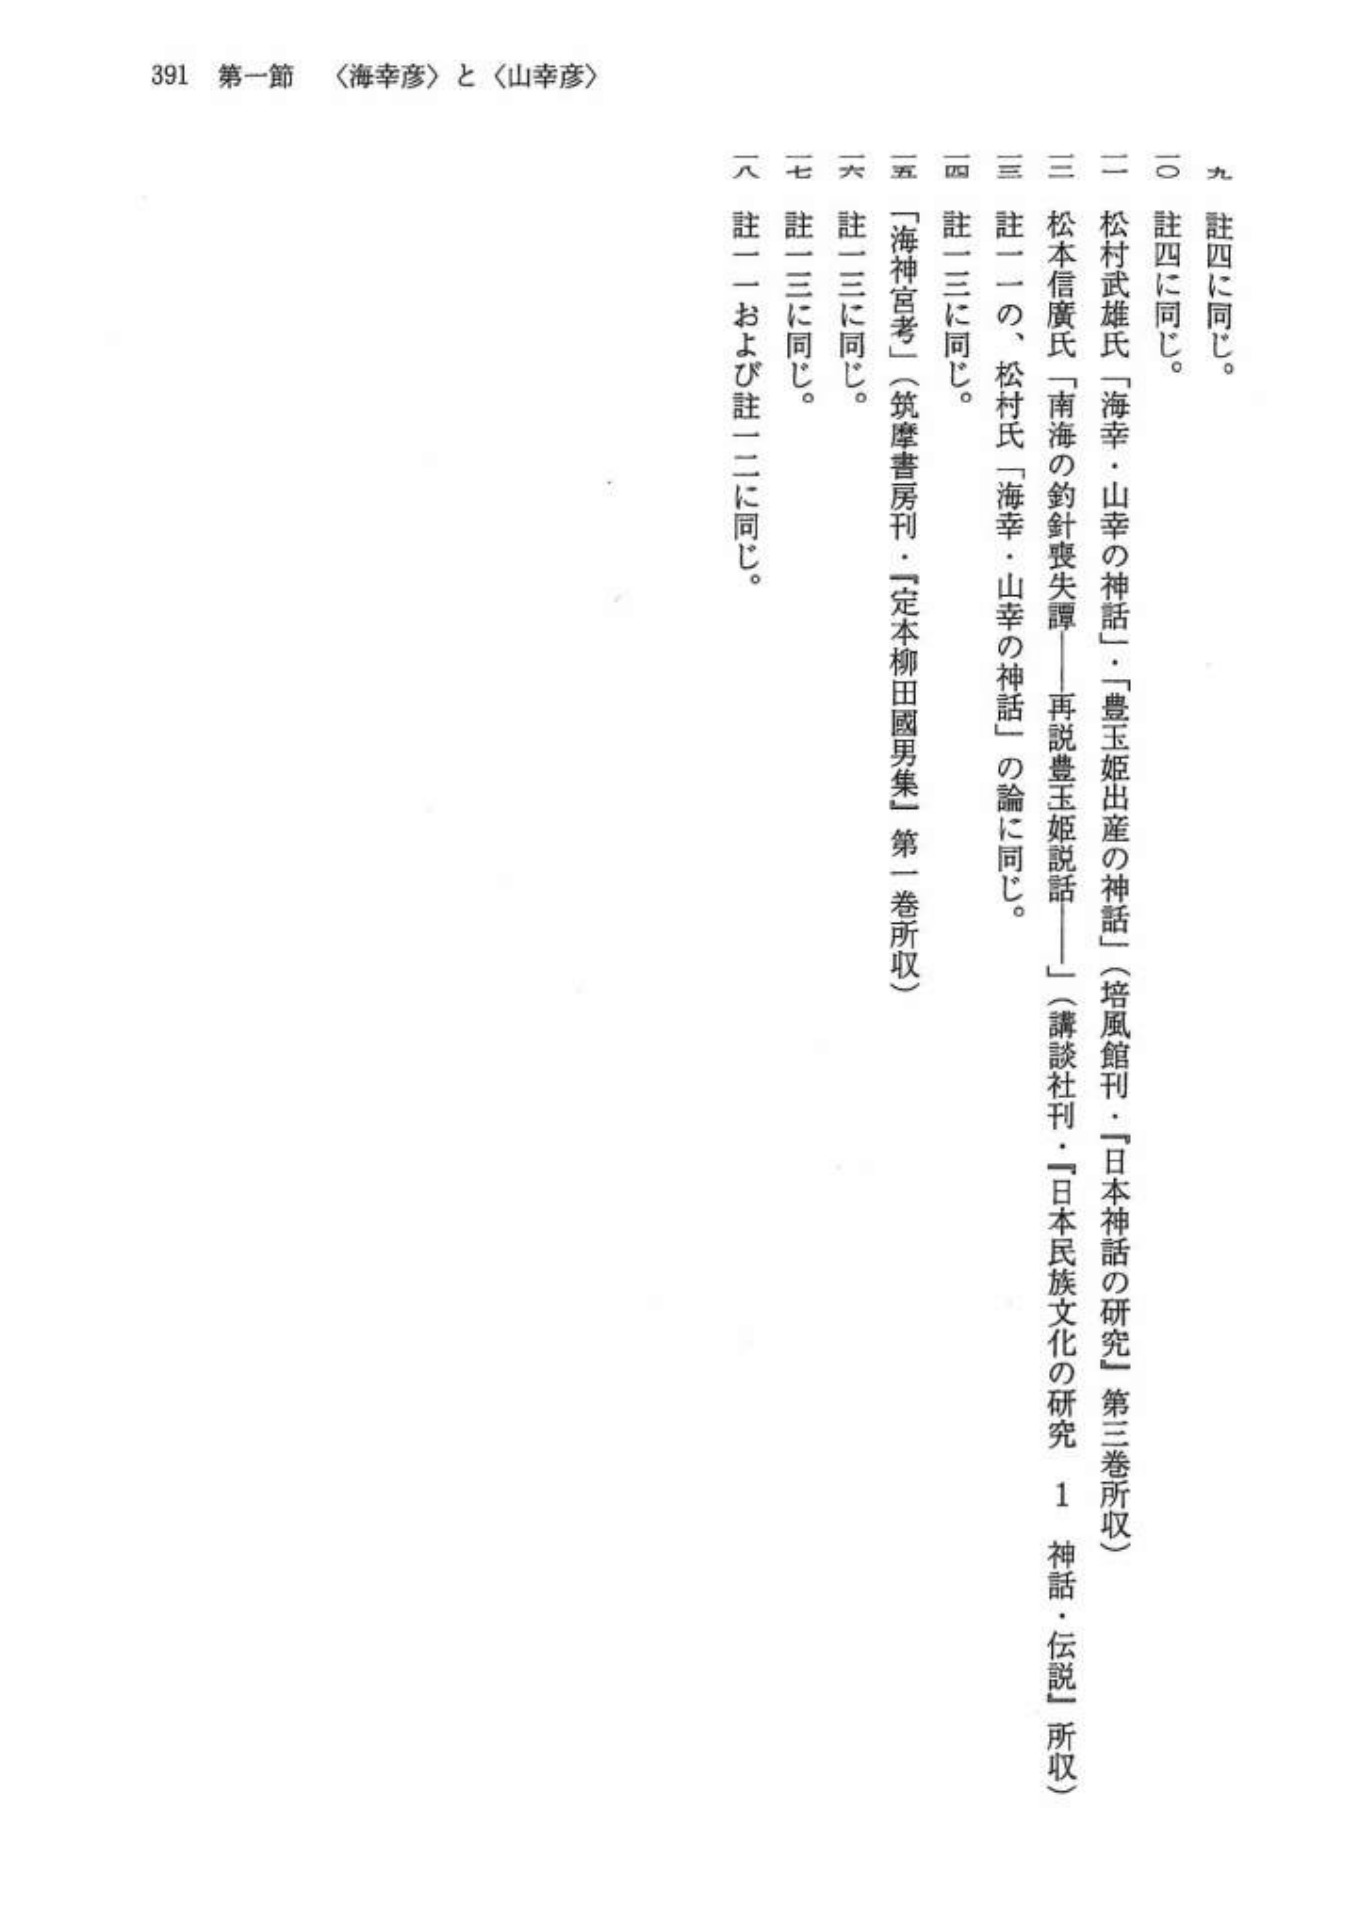 391　第一節　〈海幸彦〉と〈山幸彦〉
九　註四に同じ。
一〇　註四に同じ。
一一　松村武雄氏「海幸・山幸の神話」・「豊玉姫出産の神話」（培風館刊・『日本神話の研究』第三巻所収）
一二　松本信廣氏「南海の釣針喪失譚――再説豊玉姫説話――」（講談社刊・『日本民族文化の研究　1　神話・伝説』所収）
一三　註一一の、松村氏「海幸・山幸の神話」の論に同じ。
一四　註一三に同じ。
一五　「海神宮考」（筑摩書房刊・『定本柳田國男集』第一巻所収）
一六　註一三に同じ。
一七　註一三に同じ。
一八　註一一および註一二に同じ。